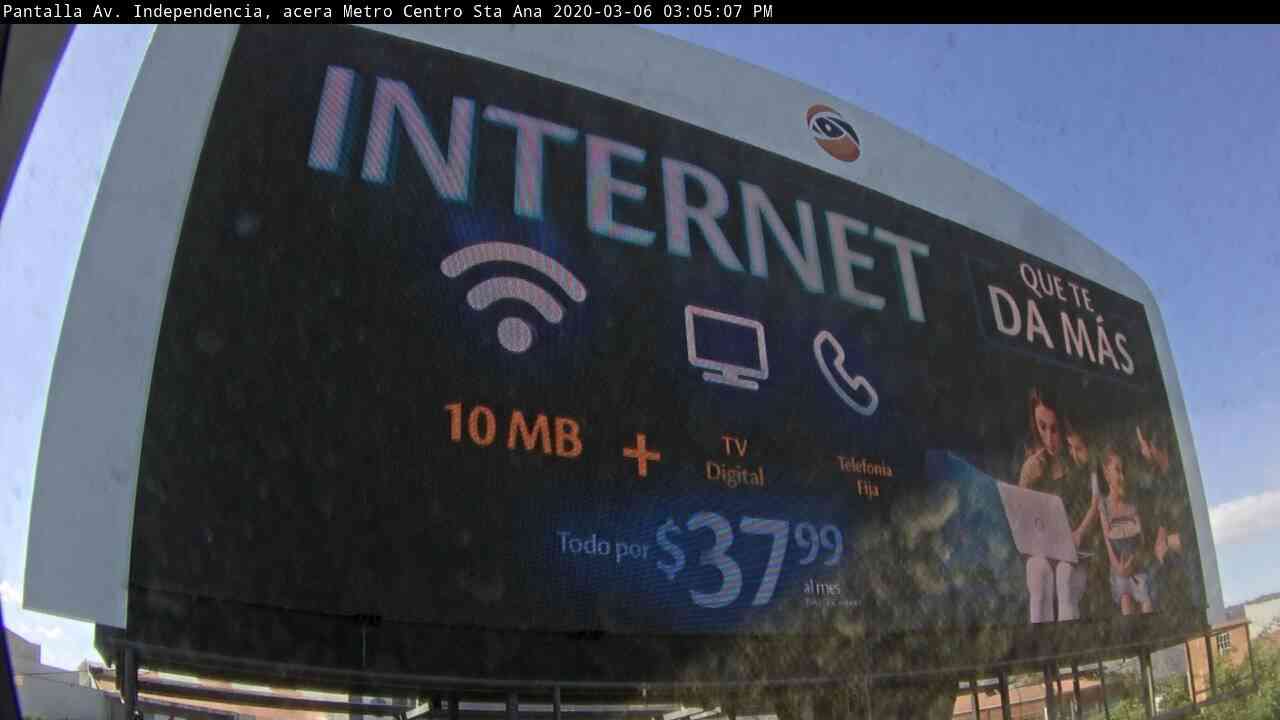 Pantalla Av. Independencia, acera Metro Centro Sta Ana 2020-03-06 03:05:07 PM
INTERNET
QUE TE
DA MÁS
10 MB
+
TV
Digital
Telefonía
Fija
Todo por $37 99
al mes